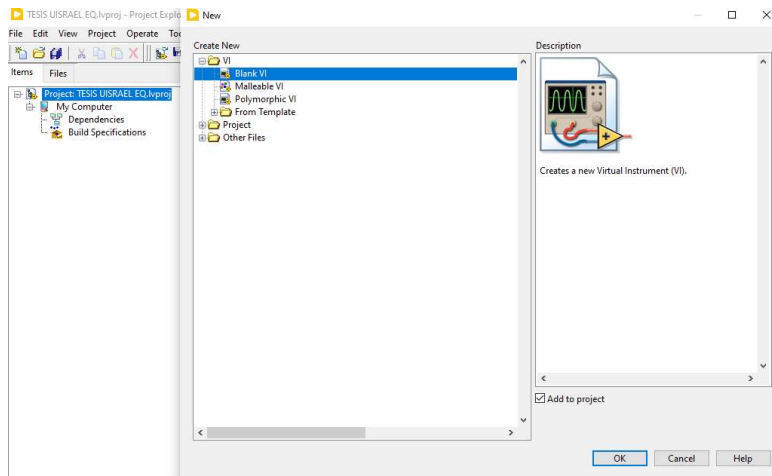 TESIS UISRAEL EQ.lvproj - Project Explo
File Edit View Project Operate Too
Items Files
Project: TESIS UISRAEL EQ.lvproj
My Computer
Dependencies
Build Specifications
New
Create New
VI
Blank VI
Malleable VI
Polymorphic VI
From Template
Project
Other Files
Description
Creates a new Virtual Instrument (VI).
Add to project
OK Cancel Help